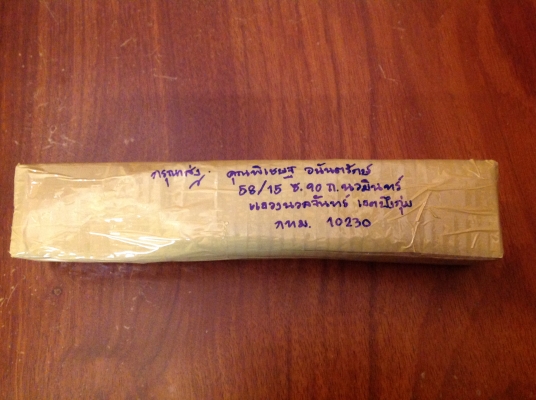 กรุณาส่ง. คุณพิเชษฐ อนันตรักษ์
58/15 ซ.90 ถ.นวมินทร์
แขวงนวลจันทร์ เขตบึงกุ่ม
กทม. 10230